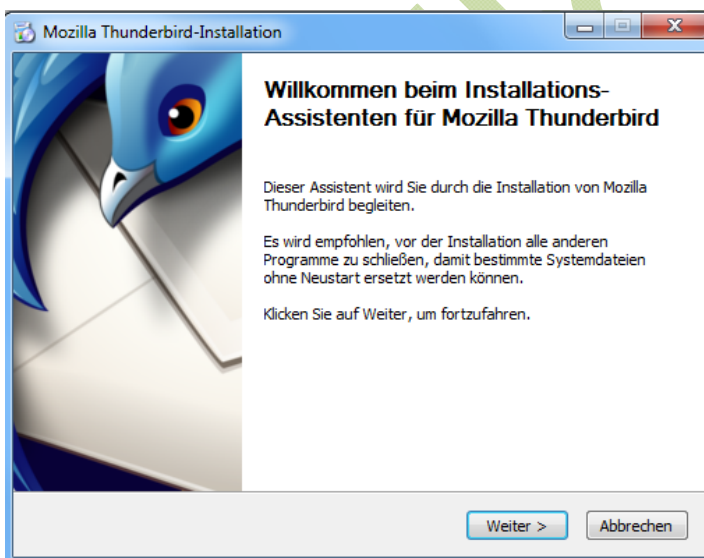 Mozilla Thunderbird-Installation
Willkommen beim Installations-
Assistenten für Mozilla Thunderbird
Dieser Assistent wird Sie durch die Installation von Mozilla
Thunderbird begleiten.
Es wird empfohlen, vor der Installation alle anderen
Programme zu schließen, damit bestimmte Systemdateien
ohne Neustart ersetzt werden können.
Klicken Sie auf Weiter, um fortzufahren.
Weiter > Abbrechen